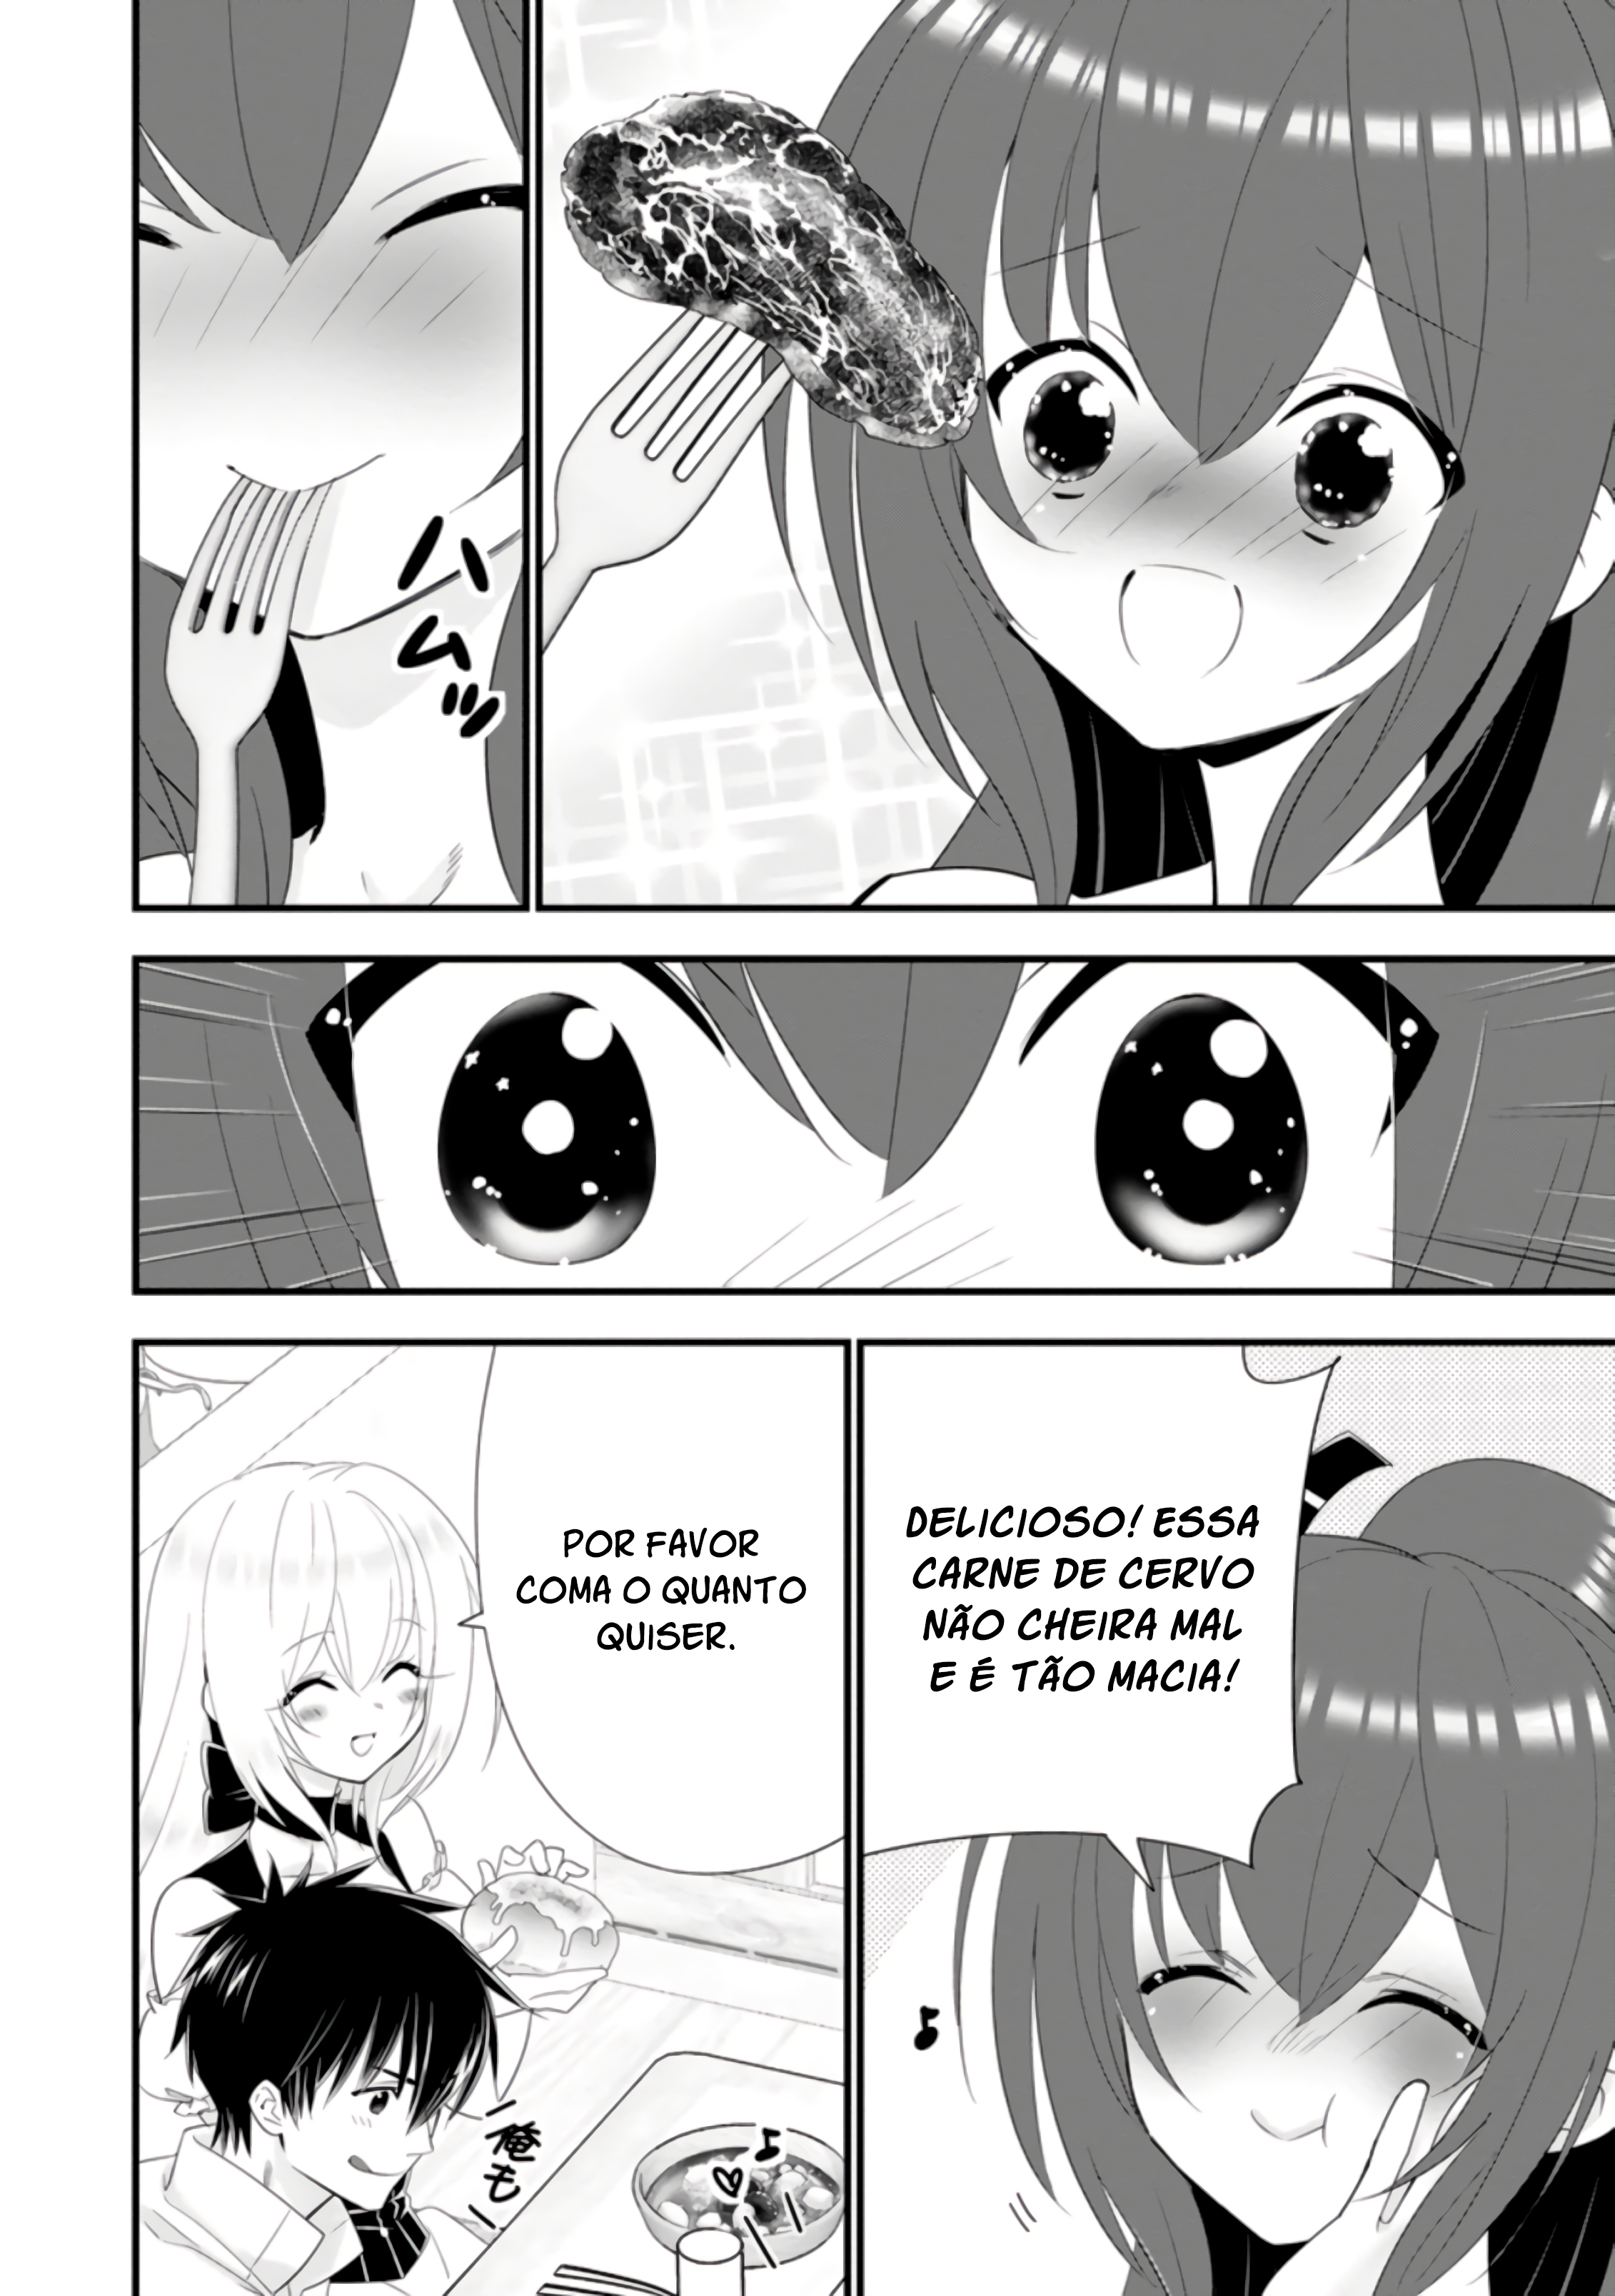 ハムムッ
DELICIOSO! ESSA
CARNE DE CERVO
NÃO CHEIRA MAL
E É TÃO MACIA!
POR FAVOR
COMA O QUANTO
QUISER.
俺も